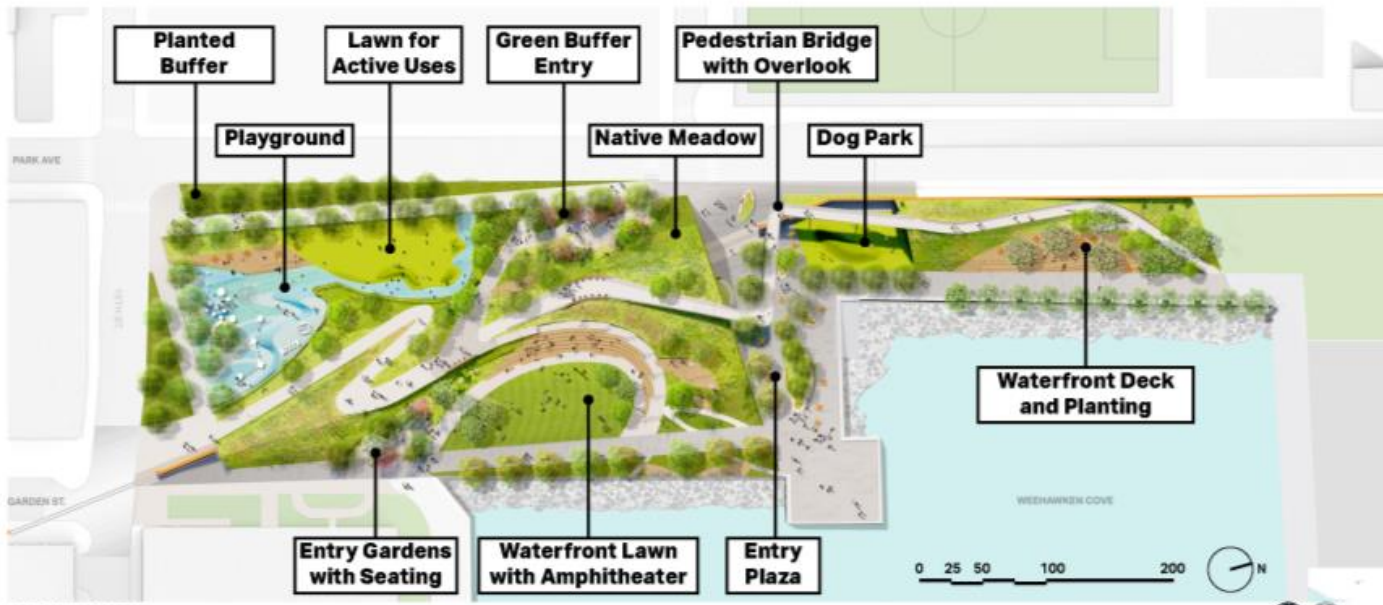 Planted
Buffer
Lawn for
Active Uses
Green Buffer
Entry
Pedestrian Bridge
with Overlook
Playground
Native Meadow
Dog Park
PARK AVE
Waterfront Deck
and Planting
GARDEN ST.
WEEHAWKEN COVE
Entry Gardens
with Seating
Waterfront Lawn
with Amphitheater
Entry
Plaza
0 25 50 100 200
N